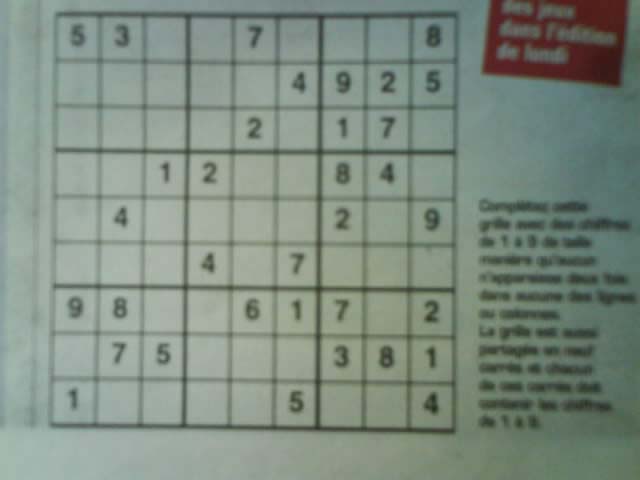 des jeux
dans l'édition
de lundi
5 3 7 8
4 9 2 5
2 1 7
1 2 8 4
4 2 9
4 7
9 8 6 1 7 2
7 5 3 8 1
1 5 4
Complétez cette
grille avec des chiffres
de 1 à 9 de telle
manière qu'aucun
n'apparaisse deux fois
dans aucune des lignes
ou colonnes.
La grille est aussi
partagée en neuf
carrés et chacun
de ces carrés doit
contenir les chiffres
de 1 à 9.